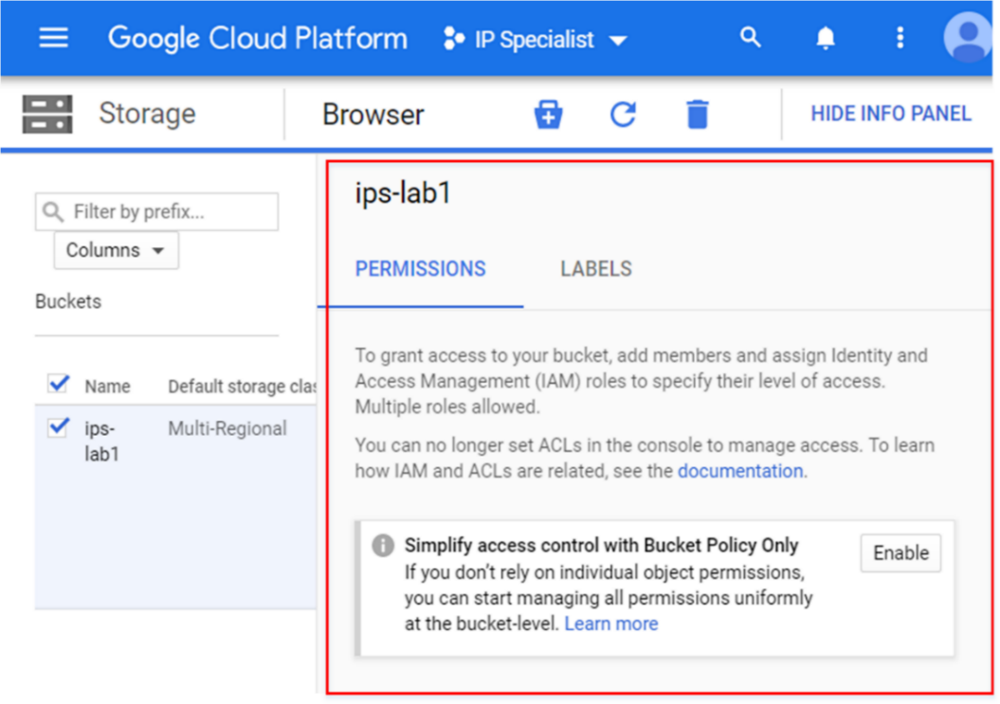 Google Cloud Platform IP Specialist
Storage Browser HIDE INFO PANEL
Filter by prefix...
Columns
Buckets
Name Default storage clas
ips-
lab1
Multi-Regional
ips-lab1
PERMISSIONS LABELS
To grant access to your bucket, add members and assign Identity and
Access Management (IAM) roles to specify their level of access.
Multiple roles allowed.
You can no longer set ACLs in the console to manage access. To learn
how IAM and ACLs are related, see the documentation.
Simplify access control with Bucket Policy Only
If you don't rely on individual object permissions,
you can start managing all permissions uniformly
at the bucket-level. Learn more
Enable